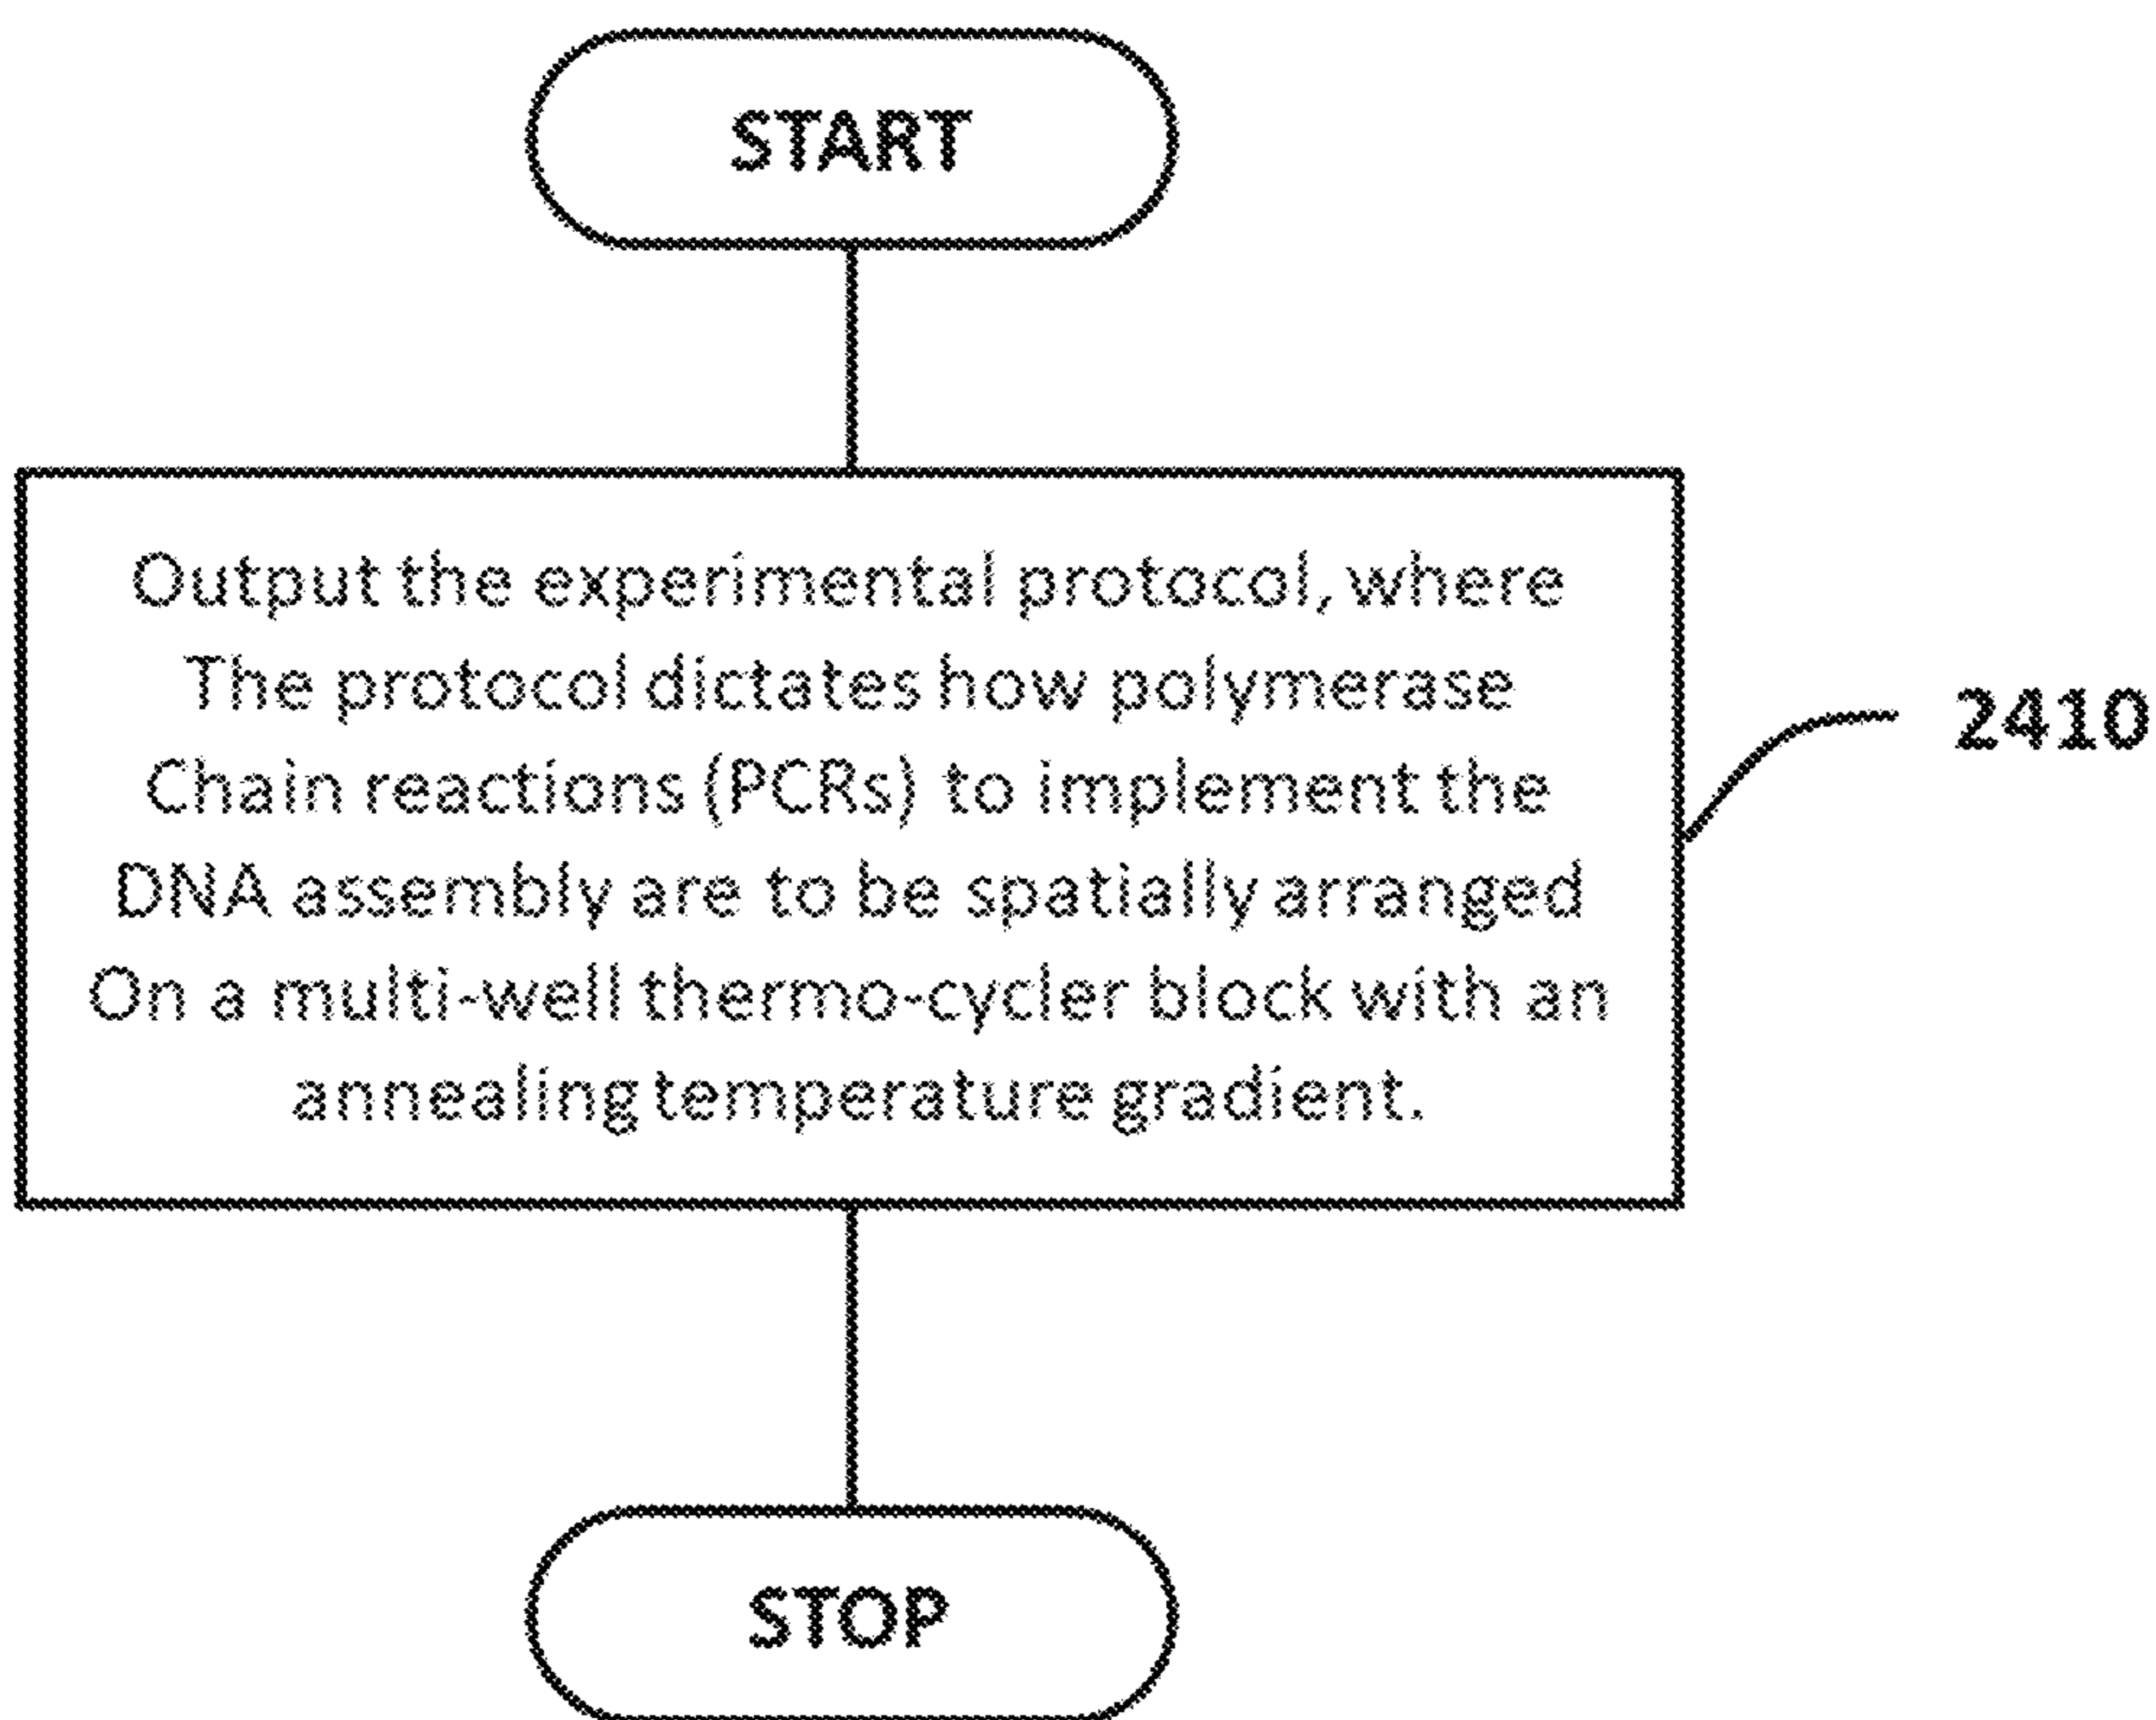 START
Output the experimental protocol, where
The protocol dictates how polymerase
Chain reactions (PCRs) to implement the
DNA assembly are to be spatially arranged
On a multi-well thermo-cycler block with an
annealing temperature gradient.
2410
STOP